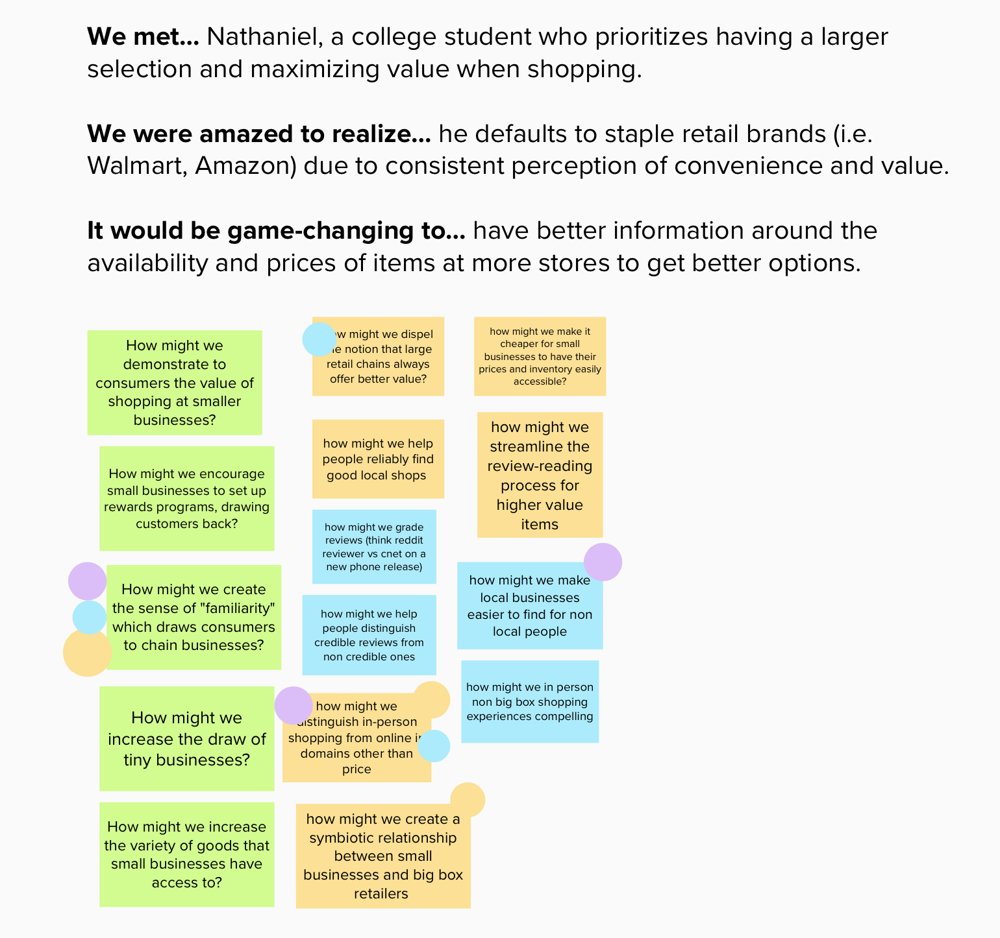 We met... Nathaniel, a college student who prioritizes having a larger
selection and maximizing value when shopping.
We were amazed to realize... he defaults to staple retail brands (i.e.
Walmart, Amazon) due to consistent perception of convenience and value.
It would be game-changing to... have better information around the
availability and prices of items at more stores to get better options.
How might we
demonstrate to
consumers the value of
shopping at smaller
businesses?
How might we encourage
small businesses to set up
rewards programs, drawing
customers back?
How might we create
the sense of "familiarity"
which draws consumers
to chain businesses?
How might we
increase the draw of
tiny businesses?
How might we increase
the variety of goods that
small businesses have
access to?
might we dispel
notion that large
retail chains always
offer better value?
how might we help
people reliably find
good local shops
how might we grade
reviews (think reddit
reviewer vs cnet on a
new phone release)
how might we help
people distinguish
credible reviews from
non credible ones
how might we
distinguish in-person
shopping from online in
domains other than
price
how might we create a
symbiotic relationship
between small
businesses and big box
retailers
how might we make it
cheaper for small
businesses to have their
prices and inventory easily
accessible?
how might we
streamline the
review-reading
process for
higher value
items
how might we make
local businesses
easier to find for non
local people
how might we in person
non big box shopping
experiences compelling